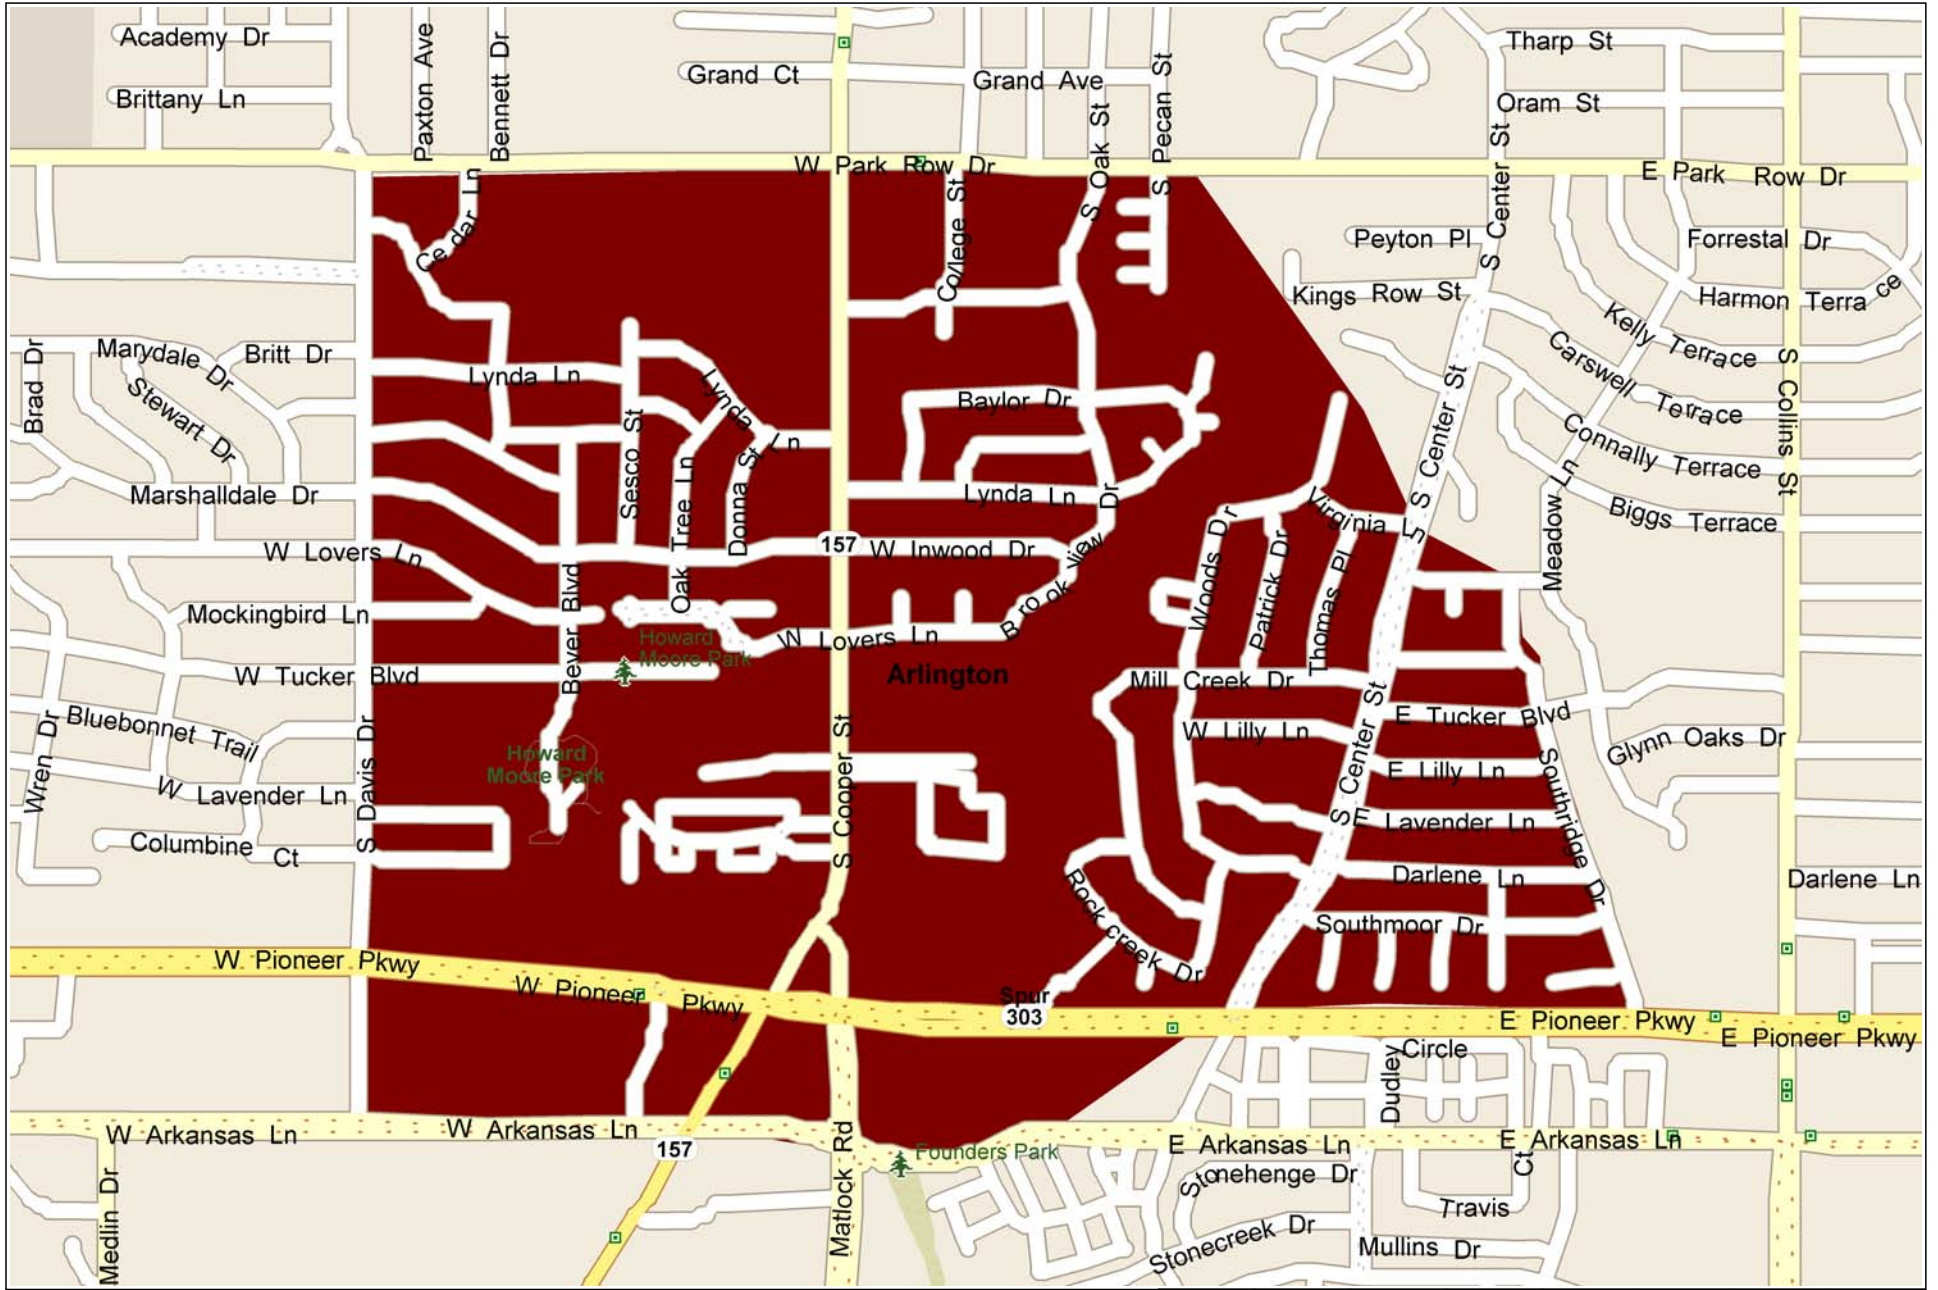 Academy Dr
Paxton Ave
Bennett Dr
Brittany Ln
Grand Ct
Grand Ave
S Oak St
S Pecan St
Tharp St
Oram St
S Center St
W Park Row Dr
E Park Row Dr
Cedar Ln
College St
Peyton Pl
Forrestal Dr
Kings Row St
Harmon Terrace
Kelly Terrace
Carswell Terrace
Connally Terrace
Biggs Terrace
S Collins St
Meadow Ln
Brad Dr
Marydale Dr
Britt Dr
Stewart Dr
Marshalldale Dr
Lynda Ln
Sesco St
Lynda Ln
Oak Tree Ln
Donna St
Baylor Dr
Lynda Ln
S Center St
Virginia Ln
W Lovers Ln
157
W Inwood Dr
Brookview Dr
Mockingbird Ln
Bever Blvd
Howard
Moore Park
W Lovers Ln
Woods Dr
Patrick Dr
Thomas Pl
W Tucker Blvd
Arlington
Mill Creek Dr
S Center St
E Tucker Blvd
Bluebonnet Trail
Wren Dr
S Davis Dr
Howard
Moore Park
S Cooper St
W Lilly Ln
E Lilly Ln
Southridge Dr
Glynn Oaks Dr
W Lavender Ln
E Lavender Ln
Columbine Ct
Darlene Ln
Darlene Ln
Rockcreek Dr
Southmoor Dr
W Pioneer Pkwy
W Pioneer Pkwy
Spur
303
E Pioneer Pkwy
E Pioneer Pkwy
Dudley Circle
W Arkansas Ln
W Arkansas Ln
157
Matlock Rd
Founders Park
E Arkansas Ln
E Arkansas Ln
Medlin Dr
Stonehenge Dr
Travis Ct
Stonecreek Dr
Mullins Dr